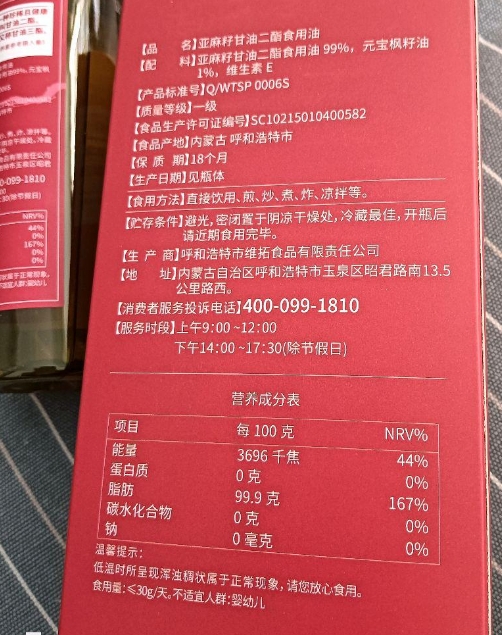 【品　　名】亚麻籽甘油二酯食用油
【配　　料】亚麻籽甘油二酯食用油 99%，元宝枫籽油
1%，维生素 E
【产品标准号】Q/WTSP 0006S
【质量等级】一级
【食品生产许可证编号】SC10215010400582
【食品产地】内蒙古 呼和浩特市
【保 质 期】18个月
【生产日期】见瓶体
【食用方法】直接饮用、煎、炒、煮、炸、凉拌等。
【贮存条件】避光，密闭置于阴凉干燥处，冷藏最佳，开瓶后
请近期食用完毕。
【生 产 商】呼和浩特市维拓食品有限责任公司
【地　　址】内蒙古自治区呼和浩特市玉泉区昭君路南13.5
公里路西。
【消费者服务投诉电话】400-099-1810
【服务时段】上午9:00 ~12:00
下午14:00 ~17:30(除节假日)
营养成分表
项目 每 100 克 NRV%
能量 3696 千焦 44%
蛋白质 0 克 0%
脂肪 99.9 克 167%
碳水化合物 0 克 0%
钠 0 毫克 0%
温馨提示：
低温时所呈现浑浊稠状属于正常现象，请您放心食用。
食用量：≤30g/天。不适宜人群：婴幼儿
NRV%
44%
0%
167%
0%
0%